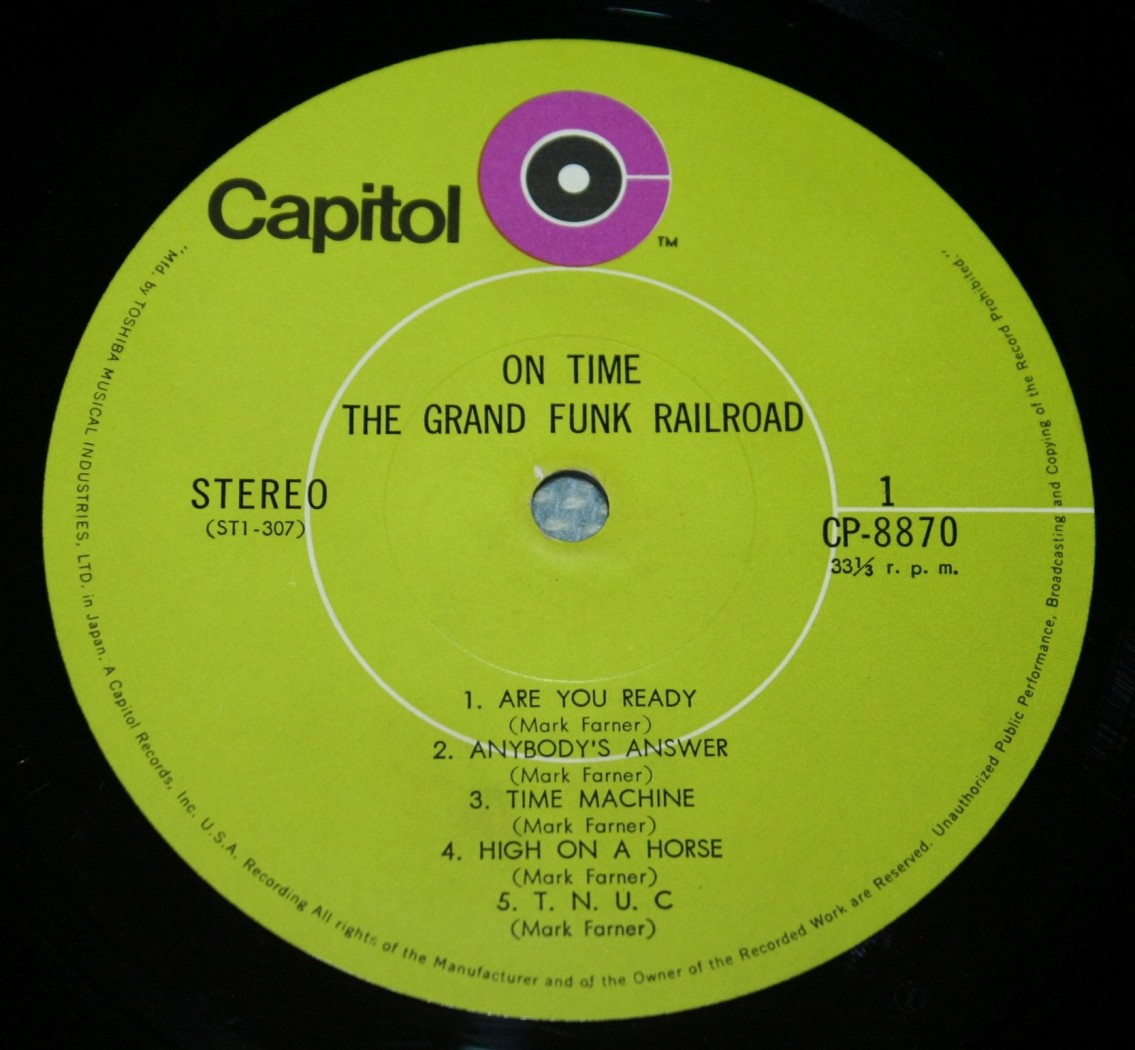 Capitol
TM
ON TIME
THE GRAND FUNK RAILROAD
STEREO
(ST1-307)
1
CP-8870
33⅓ r. p. m.
1. ARE YOU READY
(Mark Farner)
2. ANYBODY'S ANSWER
(Mark Farner)
3. TIME MACHINE
(Mark Farner)
4. HIGH ON A HORSE
(Mark Farner)
5. T. N. U. C
(Mark Farner)
"Mfd. by TOSHIBA MUSICAL INDUSTRIES, LTD. in Japan. A Capitol Records, Inc. U.S.A. Recording All rights of the Manufacturer and of the Owner of the Recorded Work are Reserved. Unauthorized Public Performance, Broadcasting and Copying of the Record Prohibited."